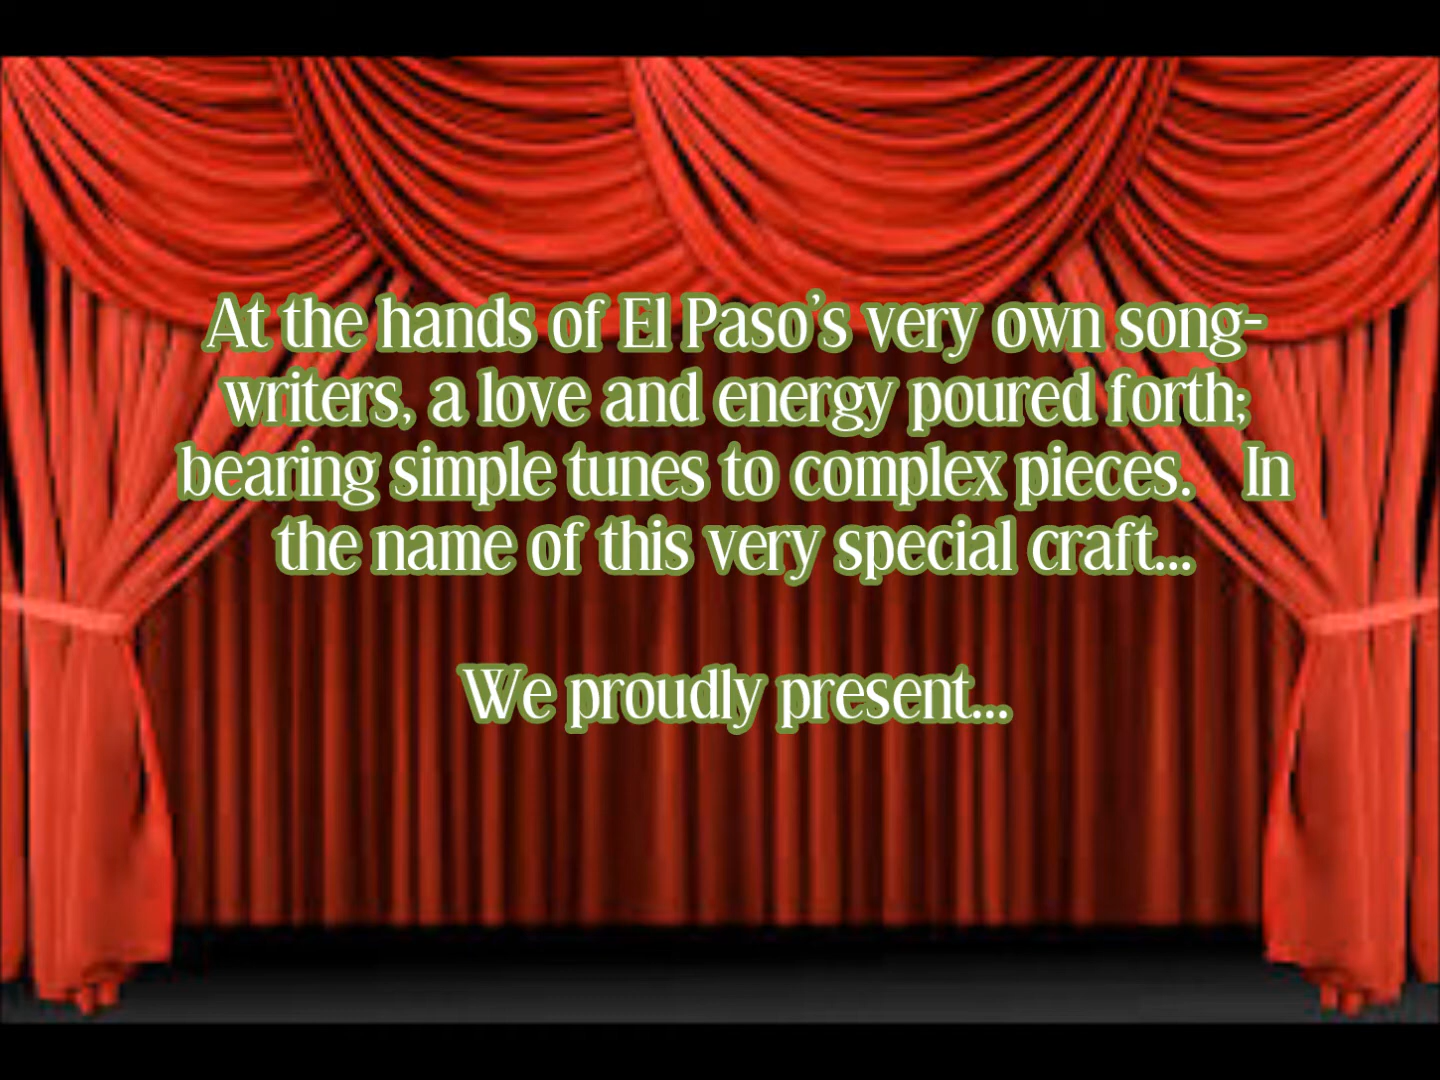 At the hands of El Paso's very own song-
writers, a love and energy poured forth;
bearing simple tunes to complex pieces.   In
the name of this very special craft...
We proudly present...